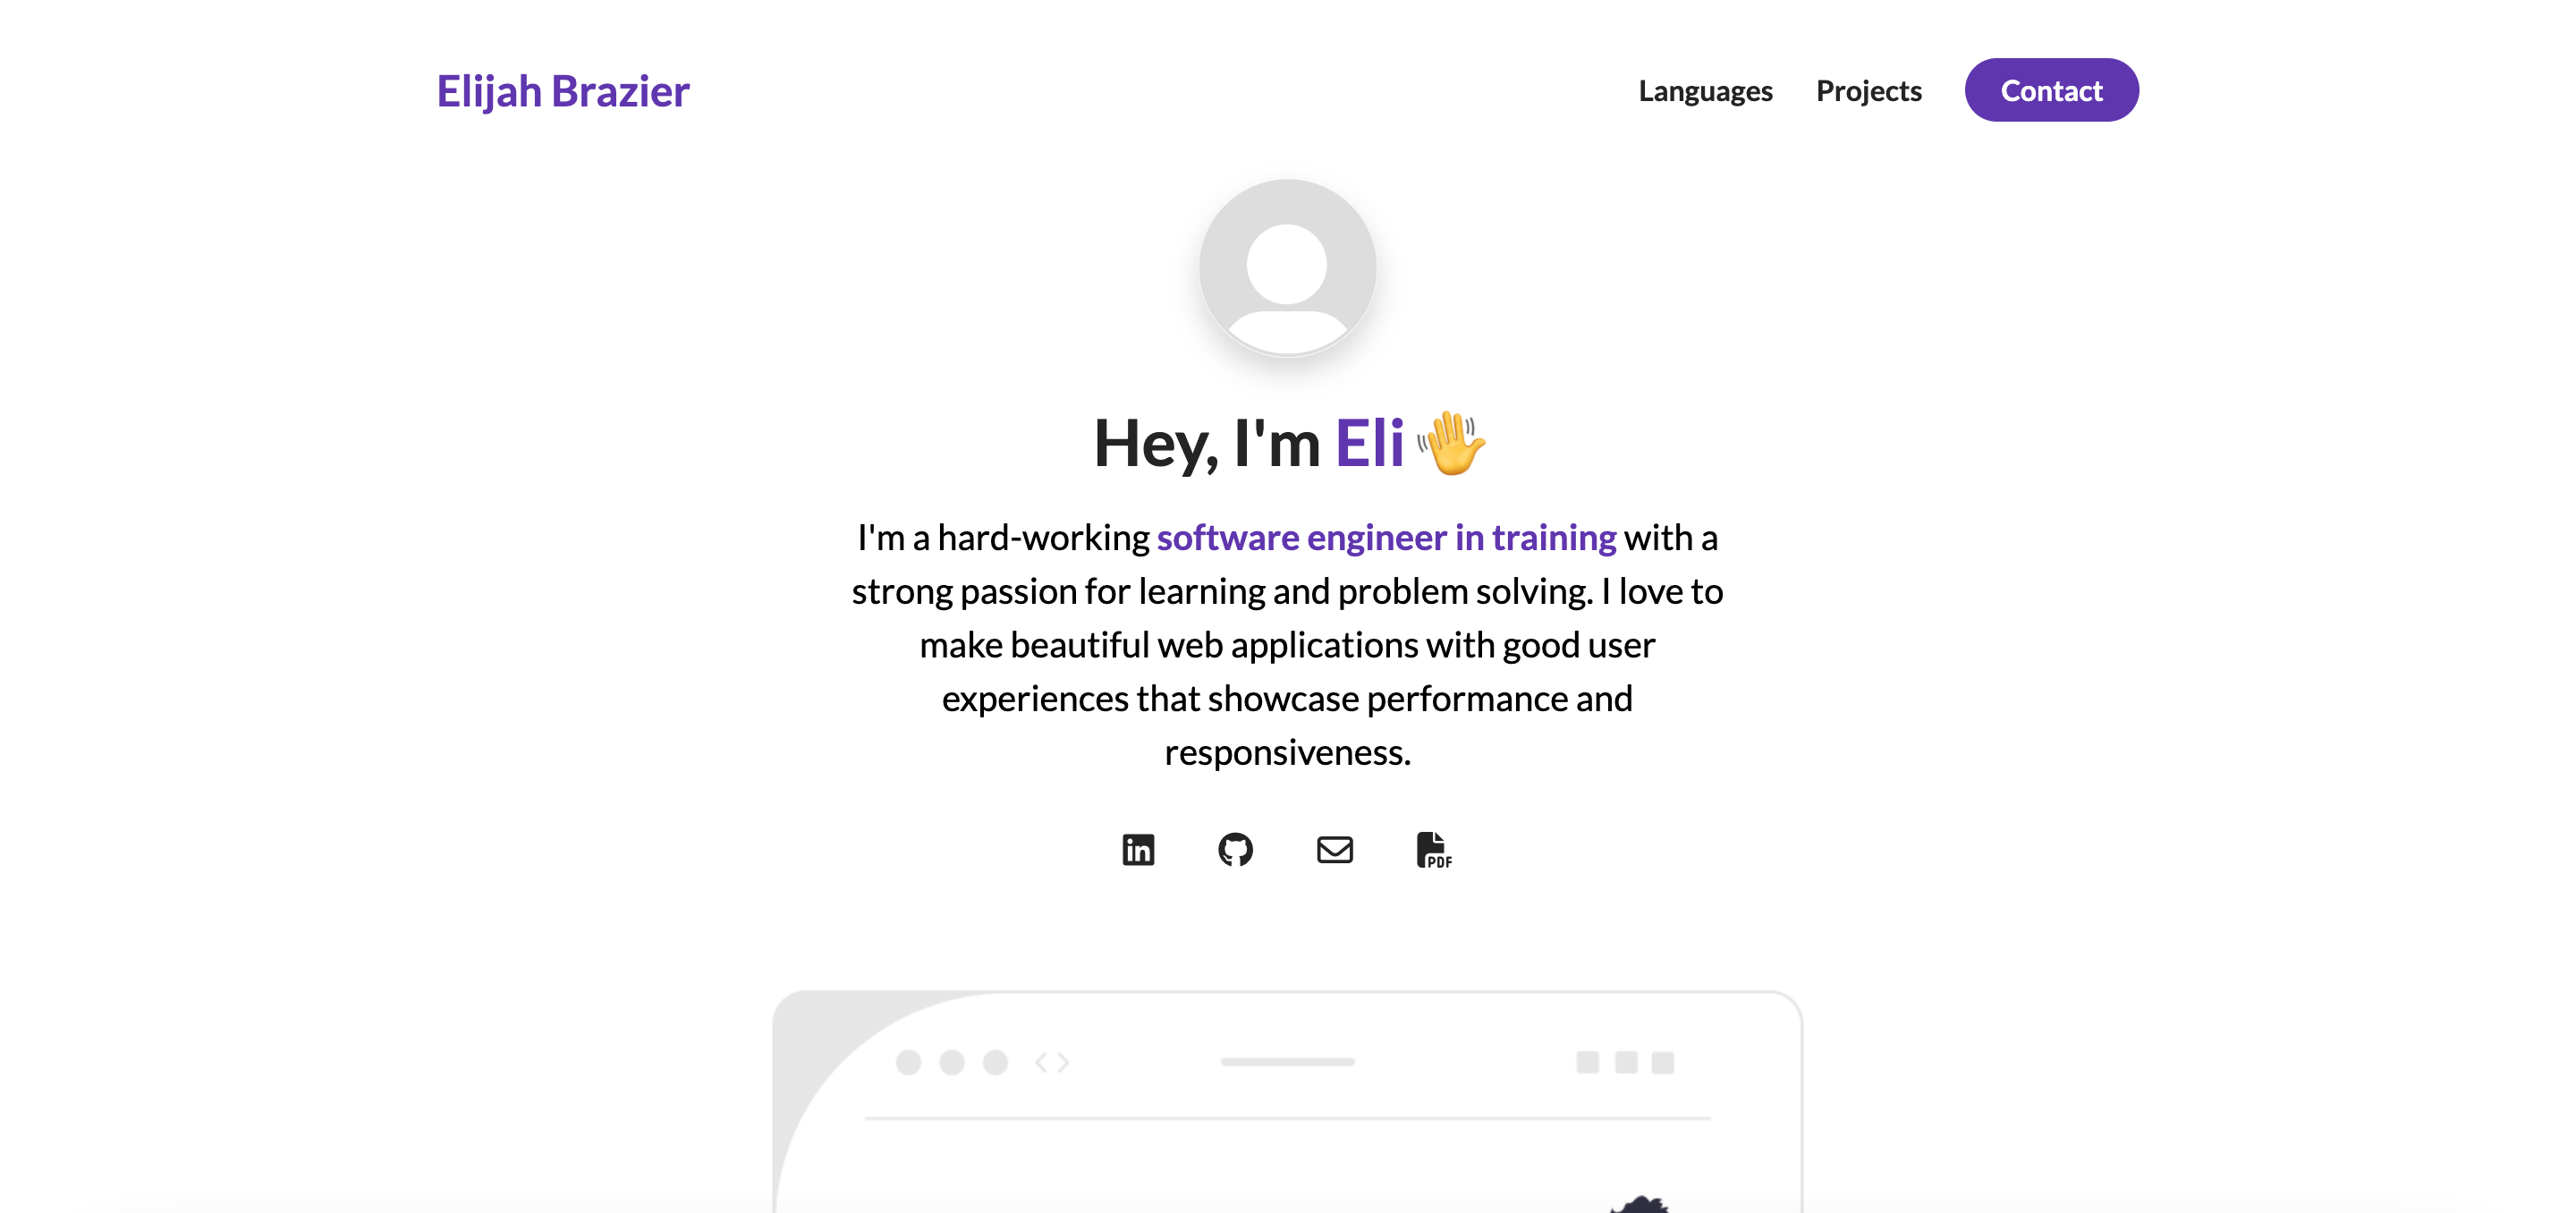 Elijah Brazier
Languages
Projects
Contact
Hey, I'm Eli 👋
I'm a hard-working software engineer in training with a
strong passion for learning and problem solving. I love to
make beautiful web applications with good user
experiences that showcase performance and
responsiveness.
in
PDF